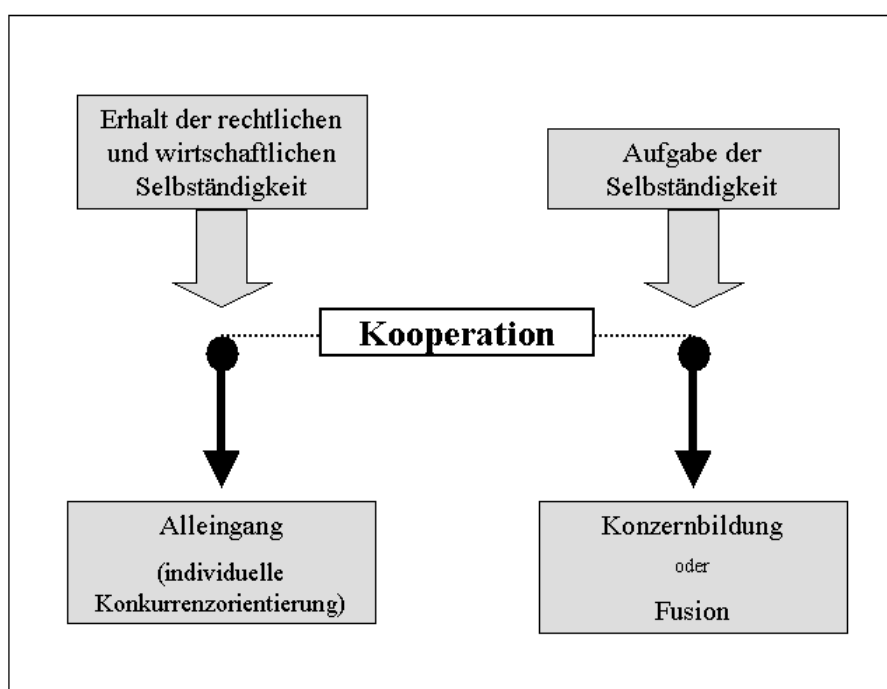 Erhalt der rechtlichen
und wirtschaftlichen
Selbständigkeit
Aufgabe der
Selbständigkeit
Kooperation
Alleingang
(individuelle
Konkurrenzorientierung)
Konzernbildung
oder
Fusion